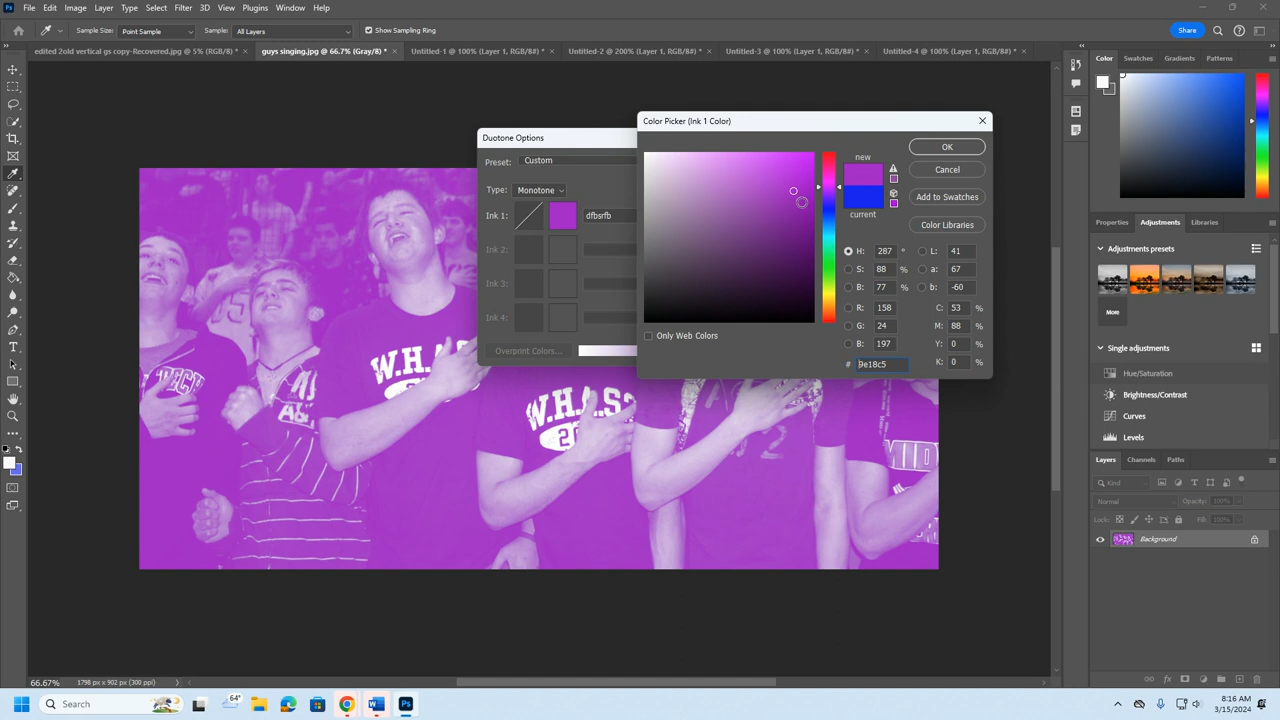 Ps File Edit Image Layer Type Select Filter 3D View Plugins Window Help
Sample Size: Point Sample Sample: All Layers Show Sampling Ring Share
edited 2old vertical gs copy-Recovered.jpg @ 5% (RGB/8) * × guys singing.jpg @ 66.7% (Gray/8) * × Untitled-1 @ 100% (Layer 1, RGB/8#) * × Untitled-2 @ 200% (Layer 1, RGB/8#) * × Untitled-3 @ 100% (Layer 1, RGB/8#) * × Untitled-4 @ 100% (Layer 1, RGB/8#) * ×
Color Swatches Gradients Patterns
Color Picker (Ink 1 Color)
Duotone Options
Preset: Custom
Type: Monotone
Ink 1: dfbsrfb
Ink 2:
Ink 3:
Ink 4:
Overprint Colors...
new
current
OK
Cancel
Add to Swatches
Color Libraries
H: 287 ° L: 41
S: 88 % a: 67
B: 77 % b: -60
R: 158 C: 53 %
G: 24 M: 88 %
B: 197 Y: 0 %
# 9e18c5 K: 0 %
Only Web Colors
W.H.A.S?
TECH
A&
W.H.A.S?
MID
Properties Adjustments Libraries
Adjustments presets
More
Single adjustments
Hue/Saturation
Brightness/Contrast
Curves
Levels
Layers Channels Paths
Kind
Normal Opacity: 100%
Lock: Fill: 100%
Background
66.67% 1798 px x 902 px (300 ppi)
Search 64° 8:16 AM
3/15/2024